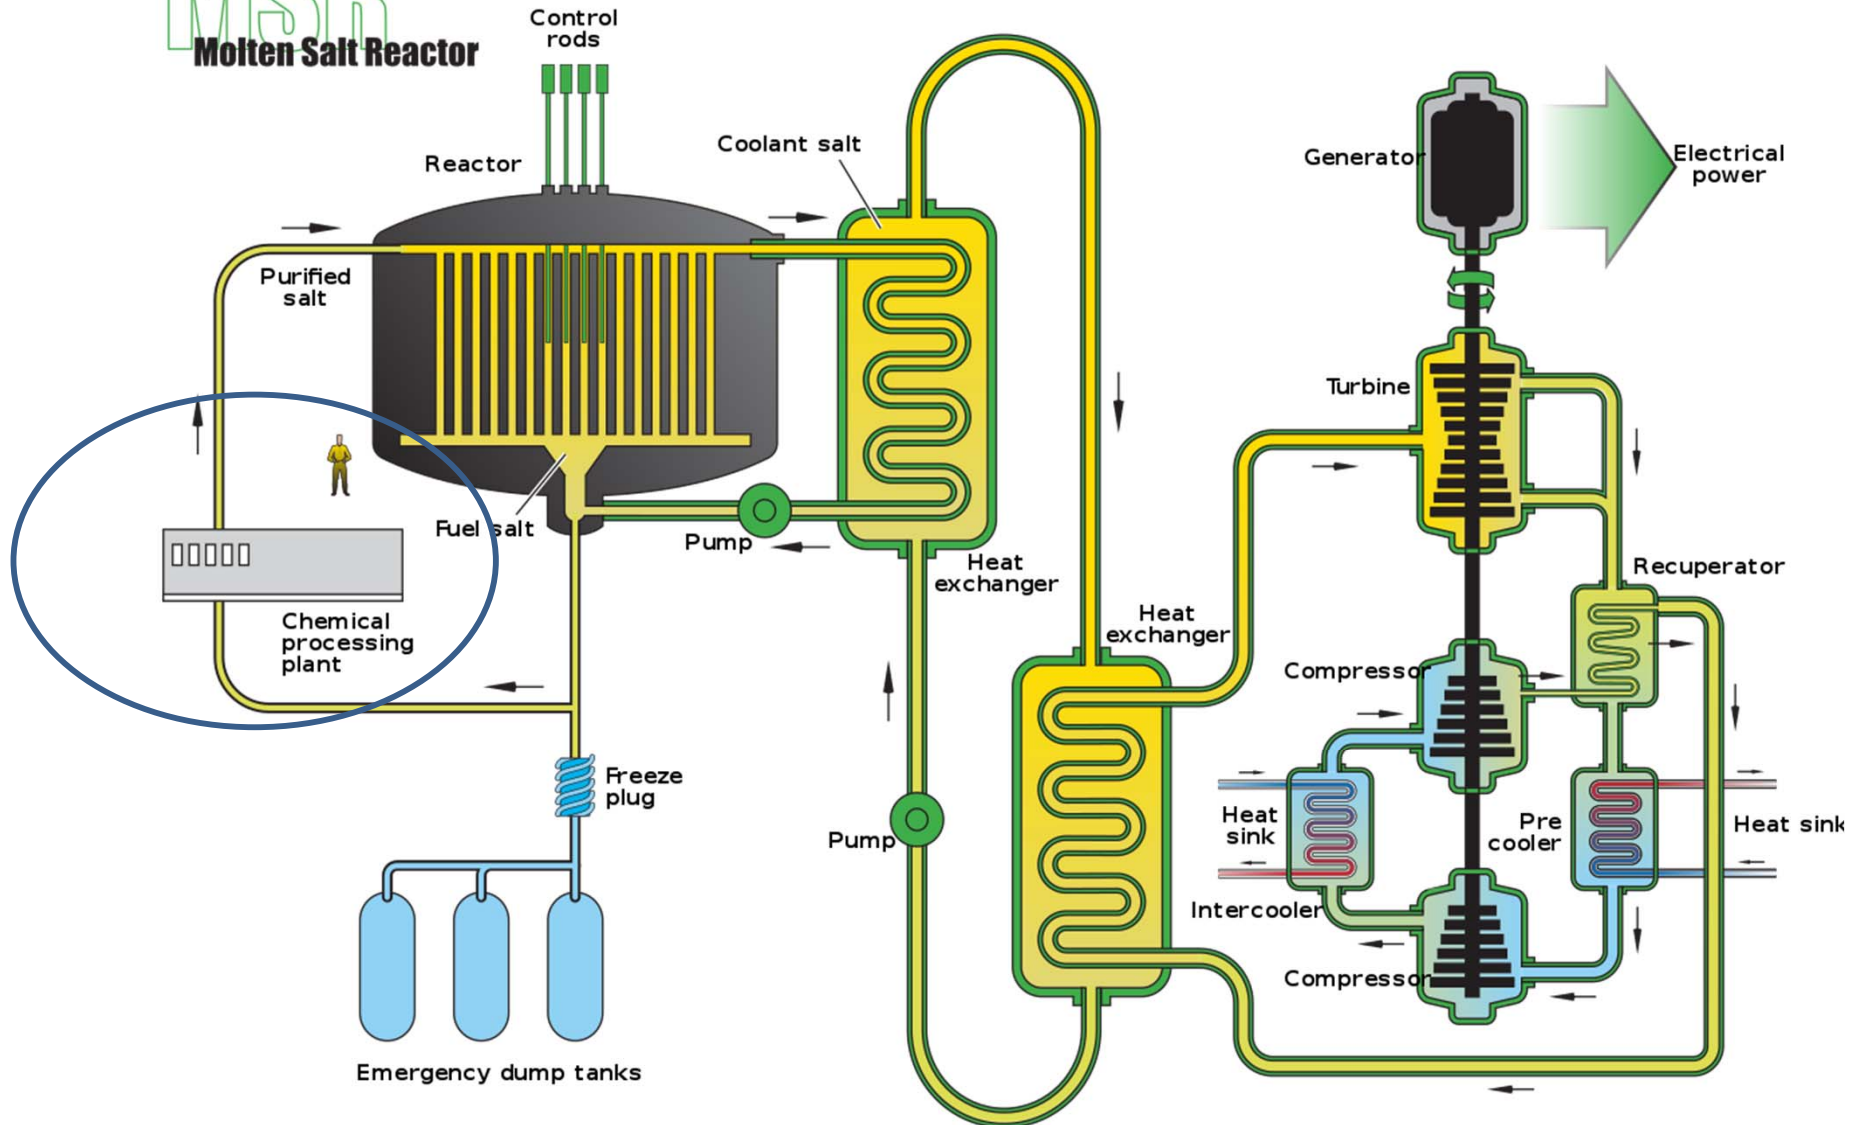 MSR
Molten Salt Reactor
Control
rods
Reactor
Coolant salt
Generator
Electrical
power
Purified
salt
Turbine
Fuel salt
Pump
Heat
exchanger
Recuperator
Heat
exchanger
Chemical
processing
plant
Compressor
Freeze
plug
Pump
Heat
sink
Pre
cooler
Heat sink
Intercooler
Compressor
Emergency dump tanks